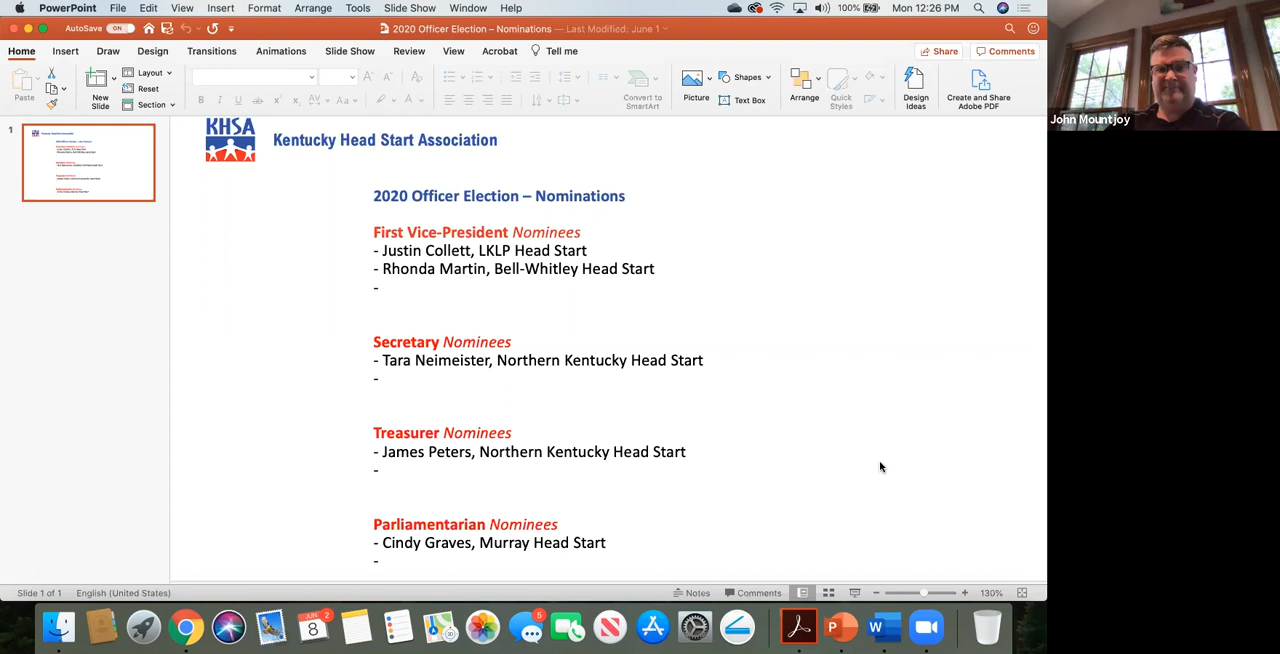 PowerPoint File Edit View Insert Format Arrange Tools Slide Show Window Help 100% Mon 12:26 PM
AutoSave ON 2020 Officer Election – Nominations — Last Modified: June 1
Home Insert Draw Design Transitions Animations Slide Show Review View Acrobat Tell me Share Comments
Paste
New Slide
Layout
Reset
Section
Convert to SmartArt
Picture
Shapes
Text Box
Arrange
Quick Styles
Design Ideas
Create and Share Adobe PDF
John Mountjoy
1
KHSA
Kentucky Head Start Association
2020 Officer Election – Nominations
First Vice-President Nominees
- Justin Collett, LKLP Head Start
- Rhonda Martin, Bell-Whitley Head Start
-
Secretary Nominees
- Tara Neimeister, Northern Kentucky Head Start
-
Treasurer Nominees
- James Peters, Northern Kentucky Head Start
-
Parliamentarian Nominees
- Cindy Graves, Murray Head Start
-
Slide 1 of 1 English (United States) Notes Comments 130%
JUN 8 2
5
P W